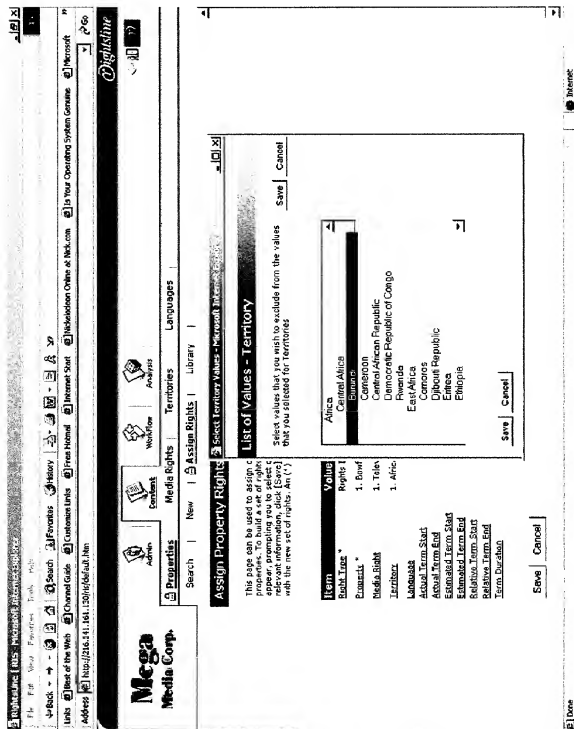 RightsLine [ RIS - Microsoft Internet Explorer
File Edit View Favorites Tools Help
Back Search Favorites History
Links Best of the Web Channel Guide Customize Links Free Hotmail Internet Start Nickelodeon Online at Nick.com Is Your Operating System Genuine Microsoft »
Address http://216.141.161.120/ris/default.htm Go
Rightsline
Mega
Media Corp.
Admin Content Workflow Analysis
Properties Media Rights Territories Languages
Search | New | Assign Rights | Library |
Assign Property Rights
This page can be used to assign
properties. To build a set of rights
appear, prompting you to select
relevant information, click [Save]
with the new set of rights. An (*)
Item Value
Right Type * Rights I
Property * 1. Bowf
Media Right 1. Telev
Territory 1. Afric
Language
Actual Term Start
Actual Term End
Estimated Term Start
Estimated Term End
Relative Term Start
Relative Term End
Term Duration
Save Cancel
Select Territory Values - Microsoft Internet Explorer
List of Values - Territory
Select values that you wish to exclude from the values
that you selected for Territories
Save Cancel
Africa
Central Africa
Burundi
Cameroon
Central African Republic
Democratic Republic of Congo
Rwanda
East Africa
Comoros
Djibouti Republic
Eritrea
Ethiopia
Save Cancel
Done Internet